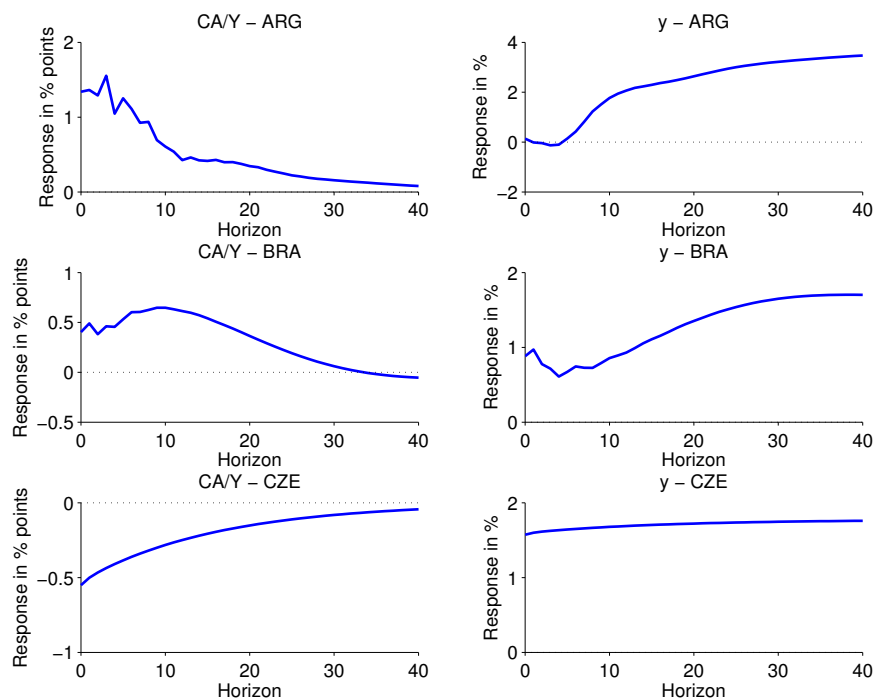 CA/Y − ARG
Response in % points
2
1
0
0 10 20 30 40
Horizon
y − ARG
Response in %
4
2
0
−2
0 10 20 30 40
Horizon
CA/Y − BRA
Response in % points
1
0.5
0
−0.5
0 10 20 30 40
Horizon
y − BRA
Response in %
2
1
0
0 10 20 30 40
Horizon
CA/Y − CZE
Response in % points
0
−0.5
−1
0 10 20 30 40
Horizon
y − CZE
Response in %
2
1
0
0 10 20 30 40
Horizon